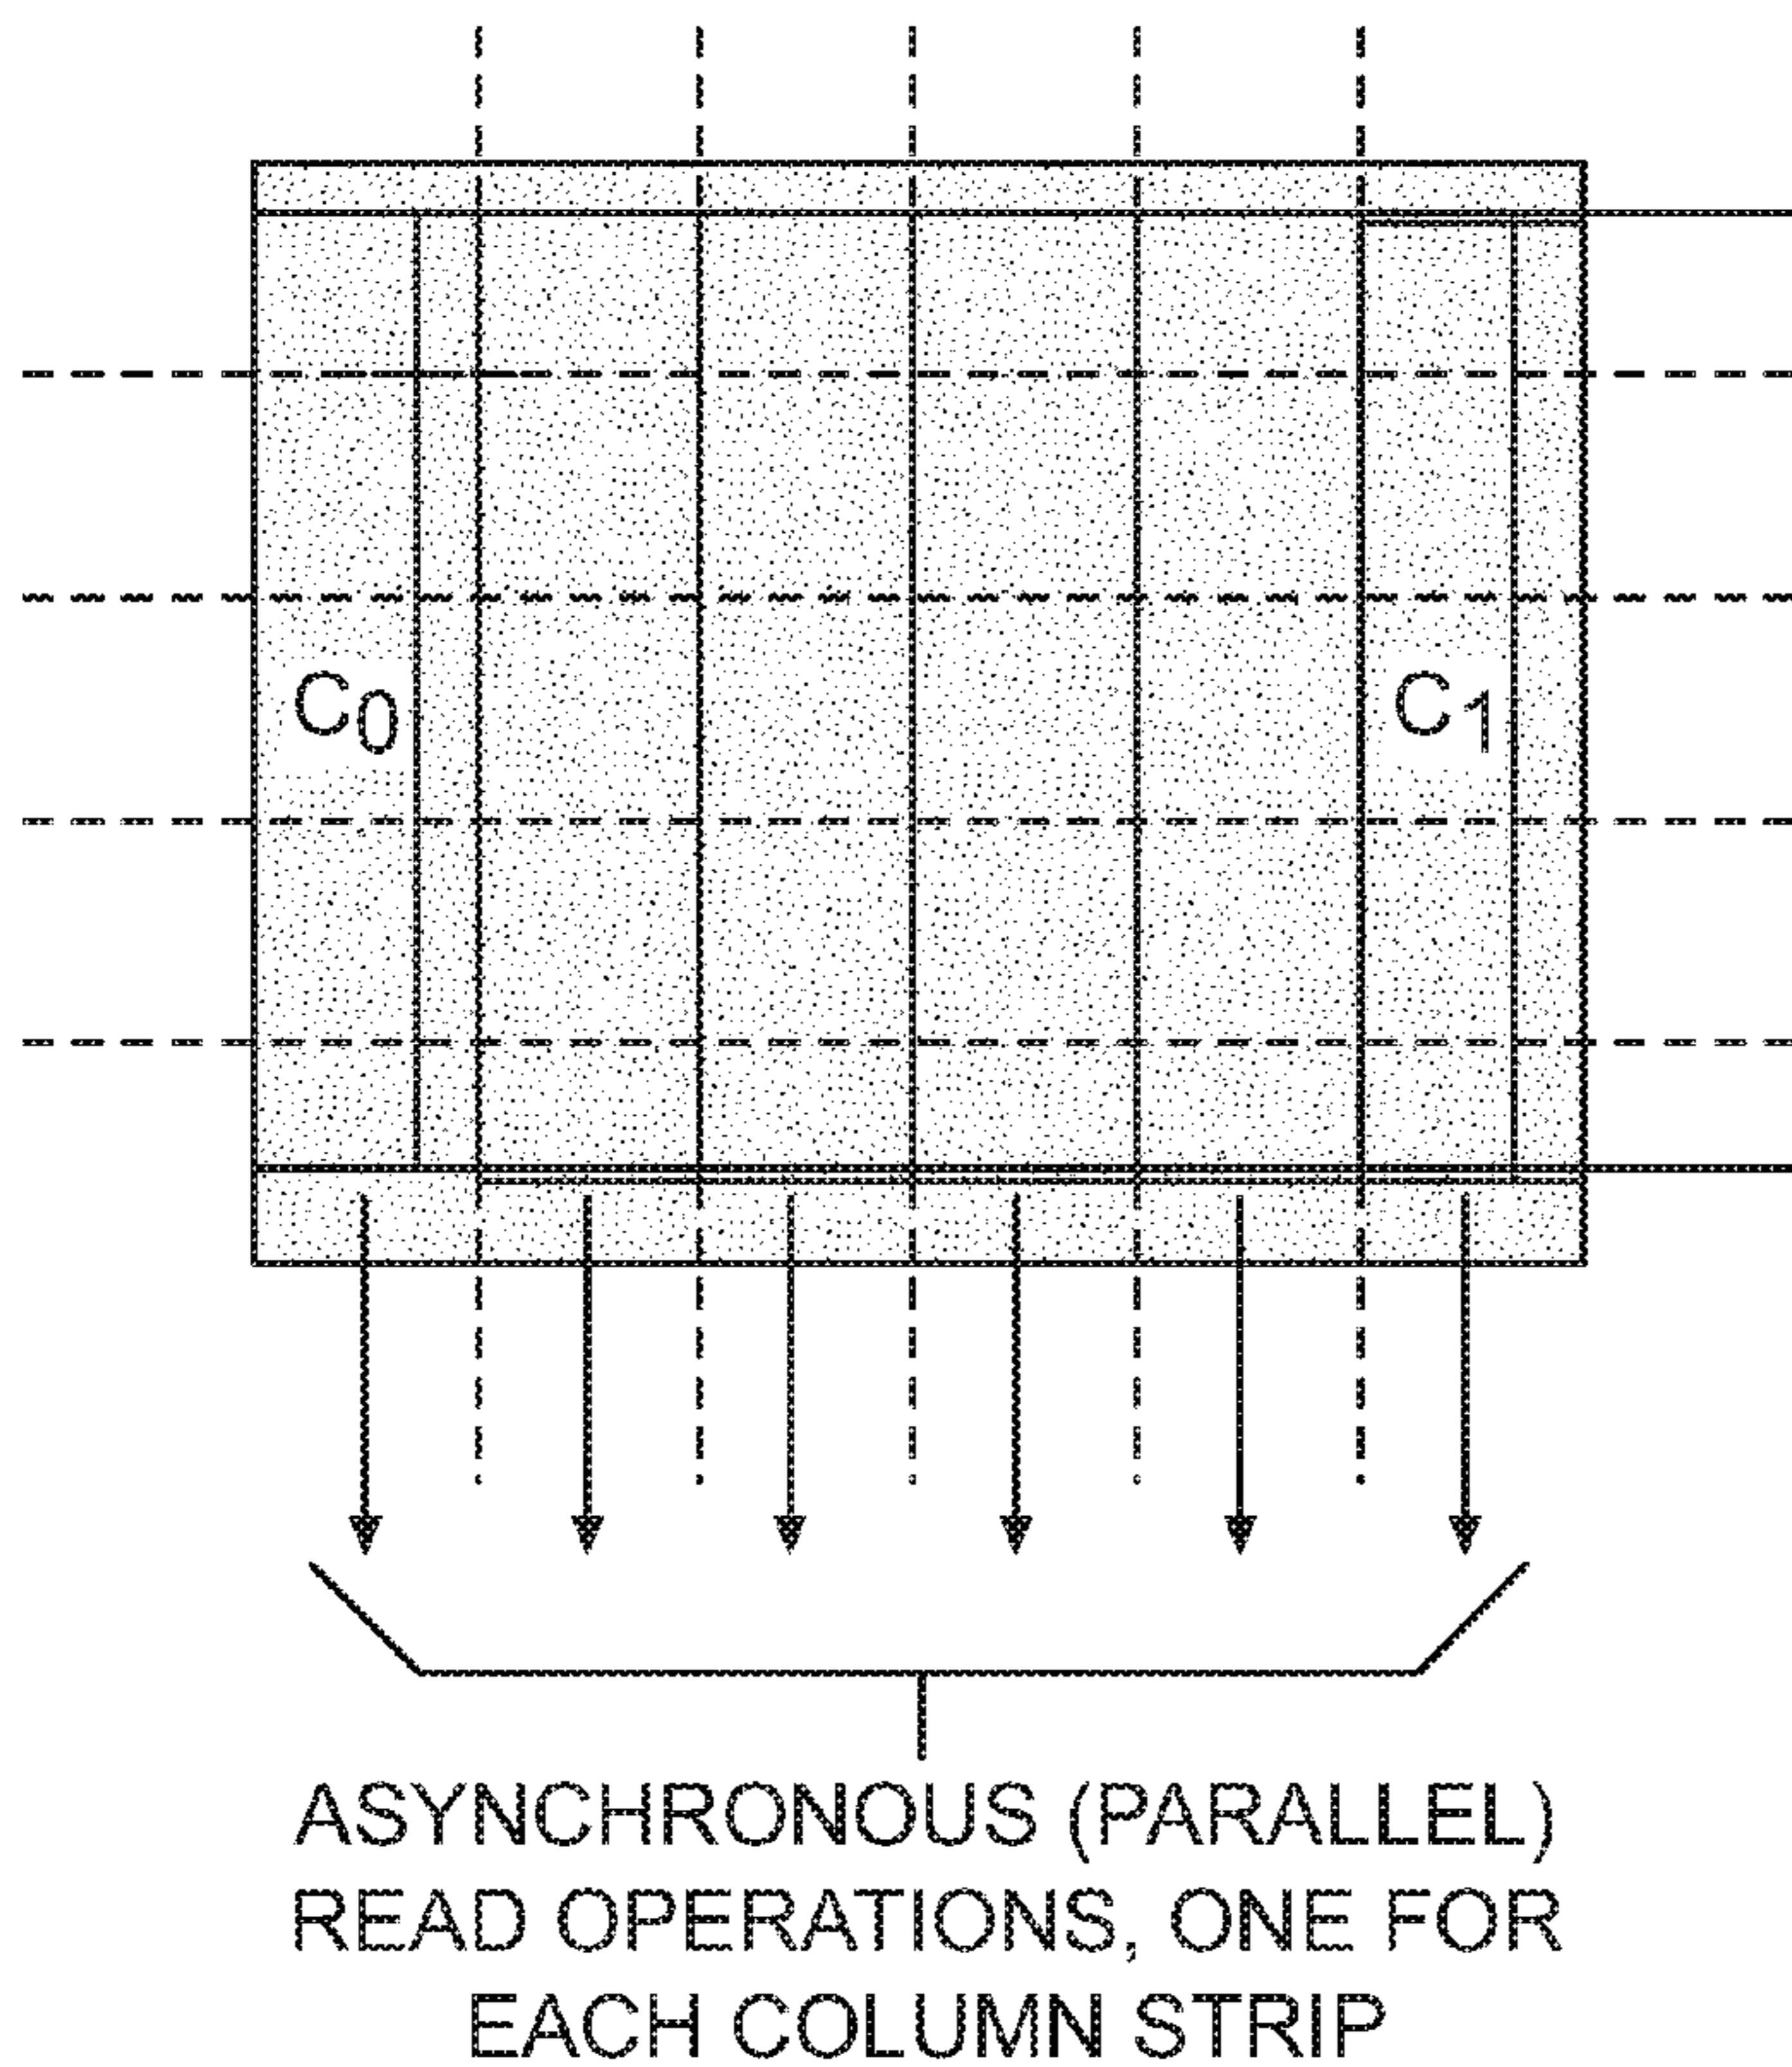 C0 C1
ASYNCHRONOUS (PARALLEL)
READ OPERATIONS, ONE FOR
EACH COLUMN STRIP